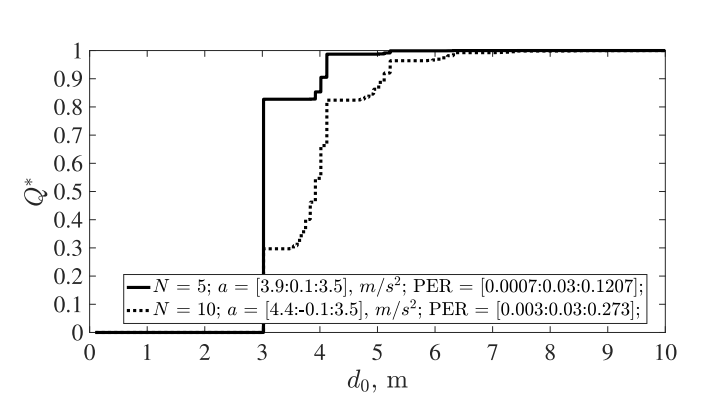 1
0.9
0.8
0.7
0.6
0.5
0.4
0.3
0.2
0.1
0
Q*
N = 5; a = [3.9:0.1:3.5], m/s²; PER = [0.0007:0.03:0.1207];
N = 10; a = [4.4:-0.1:3.5], m/s²; PER = [0.003:0.03:0.273];
0 1 2 3 4 5 6 7 8 9 10
d₀, m